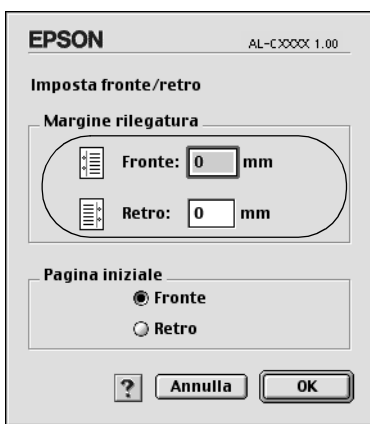 EPSON AL-CXXXX 1.00
Imposta fronte/retro
Margine rilegatura
Fronte: 0 mm
Retro: 0 mm
Pagina iniziale
Fronte
Retro
? Annulla OK